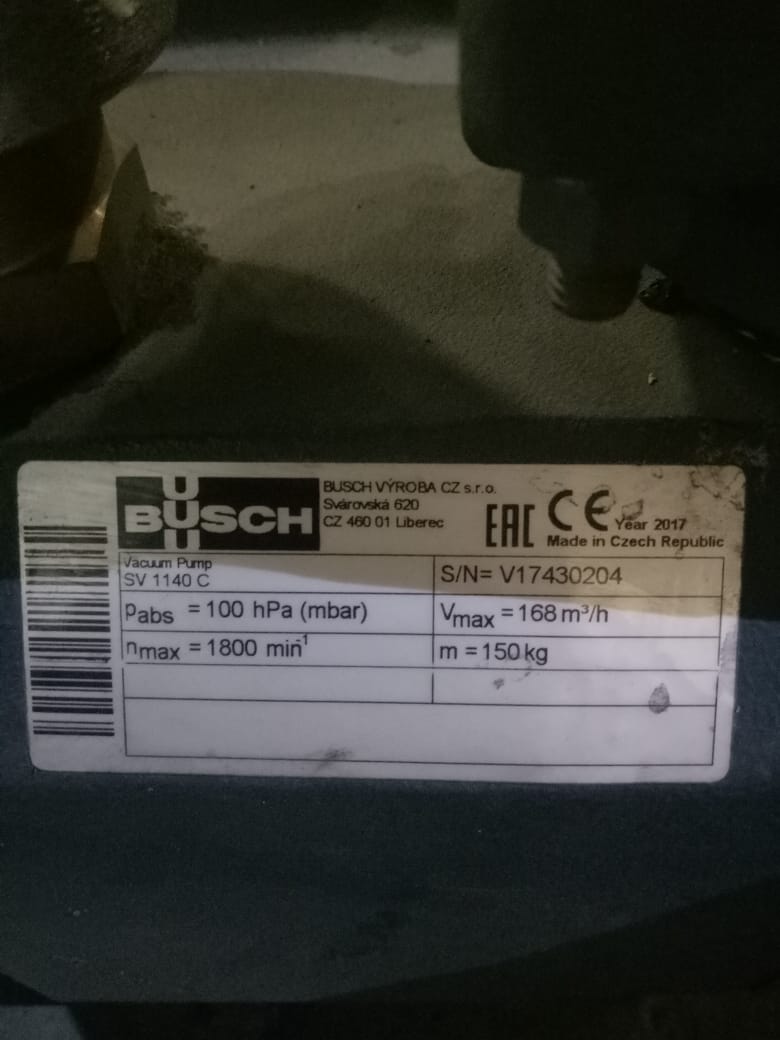 BUSCH
BUSCH VÝROBA CZ s.r.o.
Svárovská 620
CZ 460 01 Liberec
EAC CE Year 2017
Made in Czech Republic
Vacuum Pump
SV 1140 C
S/N= V17430204
Pabs = 100 hPa (mbar)
Vmax = 168 m³/h
nmax = 1800 min⁻¹
m = 150 kg